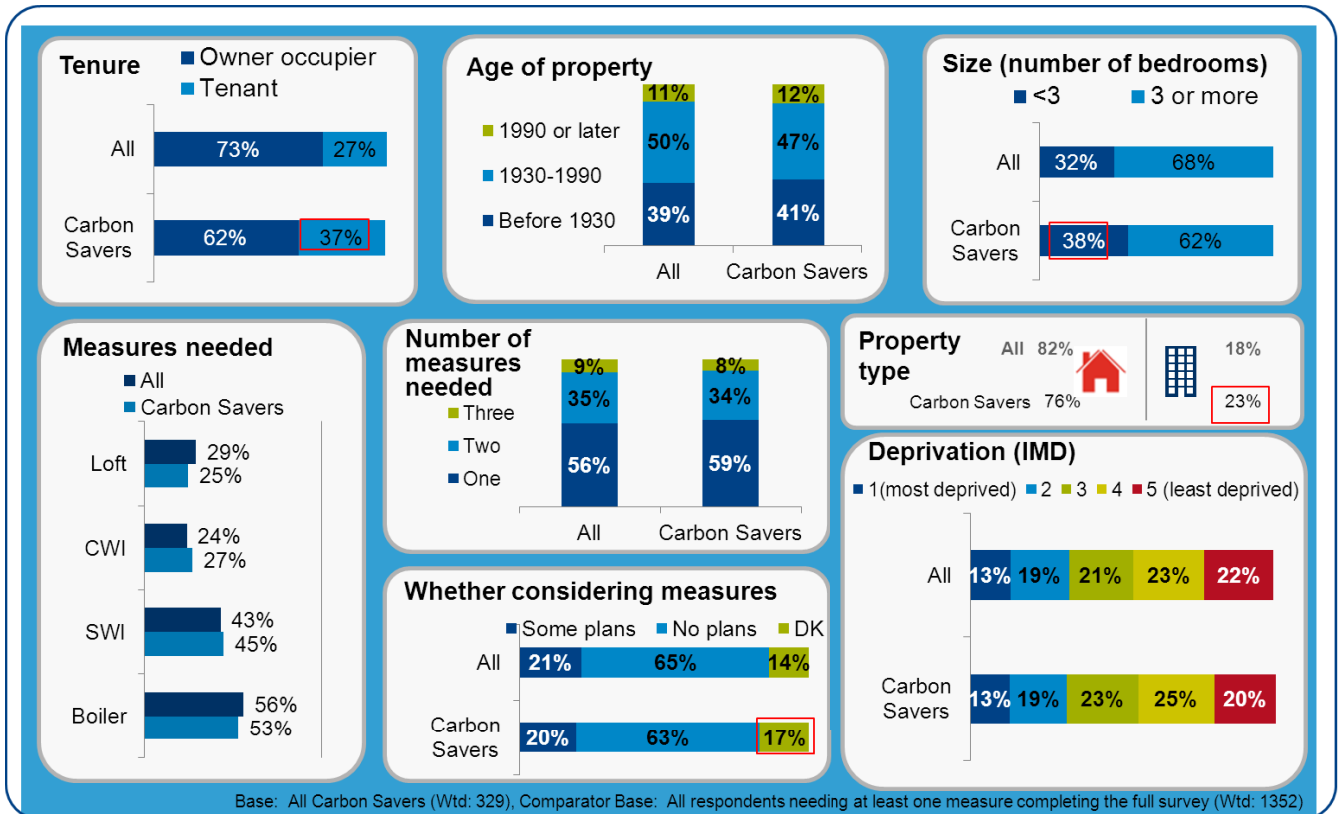 Tenure
Owner occupier
Tenant
All
73%
27%
Carbon
Savers
62%
37%
Age of property
1990 or later
1930-1990
Before 1930
11%
50%
39%
12%
47%
41%
All
Carbon Savers
Size (number of bedrooms)
<3
3 or more
All
32%
68%
Carbon
Savers
38%
62%
Measures needed
All
Carbon Savers
Loft
29%
25%
CWI
24%
27%
SWI
43%
45%
Boiler
56%
53%
Number of
measures
needed
Three
Two
One
9%
35%
56%
8%
34%
59%
All
Carbon Savers
Property
type
All 82%
18%
Carbon Savers 76%
23%
Whether considering measures
Some plans
No plans
DK
All
21%
65%
14%
Carbon
Savers
20%
63%
17%
Deprivation (IMD)
1(most deprived) 2 3 4 5 (least deprived)
All
13% 19% 21% 23% 22%
Carbon
Savers
13% 19% 23% 25% 20%
Base: All Carbon Savers (Wtd: 329), Comparator Base: All respondents needing at least one measure completing the full survey (Wtd: 1352)